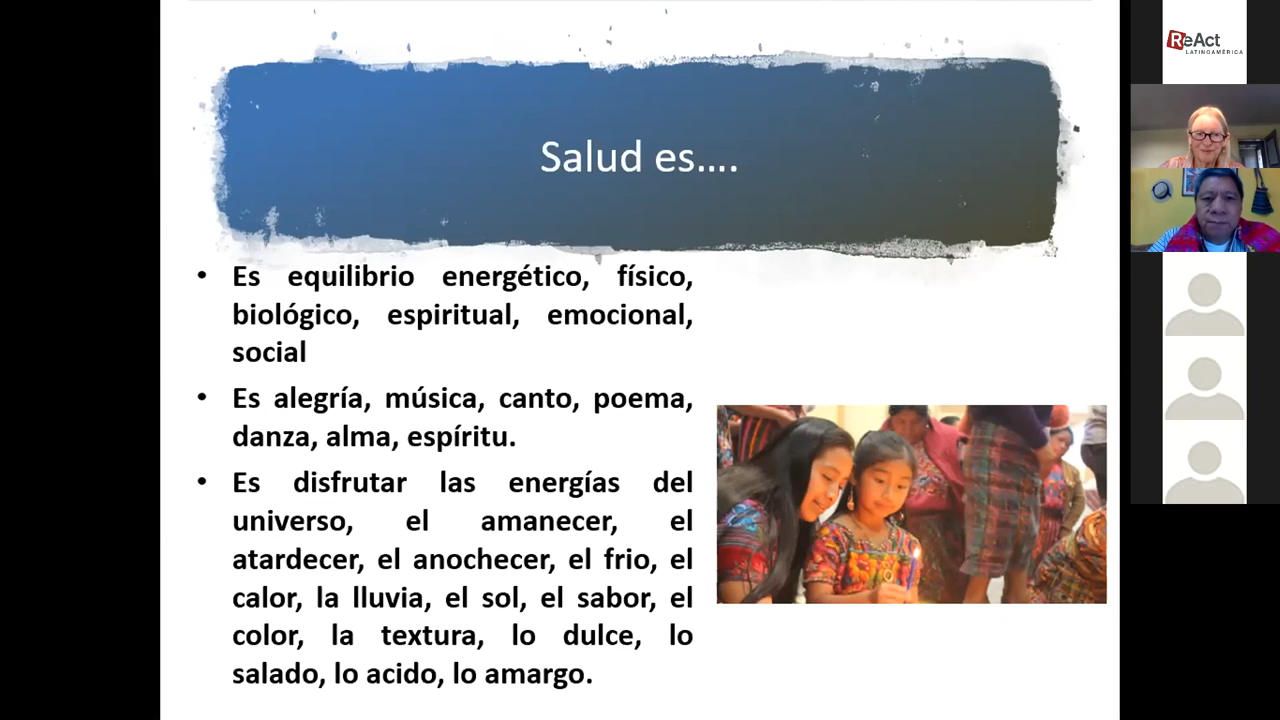 Salud es....
• Es equilibrio energético, físico,
biológico, espiritual, emocional,
social
• Es alegría, música, canto, poema,
danza, alma, espíritu.
• Es disfrutar las energías del
universo, el amanecer, el
atardecer, el anochecer, el frio, el
calor, la lluvia, el sol, el sabor, el
color, la textura, lo dulce, lo
salado, lo acido, lo amargo.
ReAct
LATINOAMÉRICA